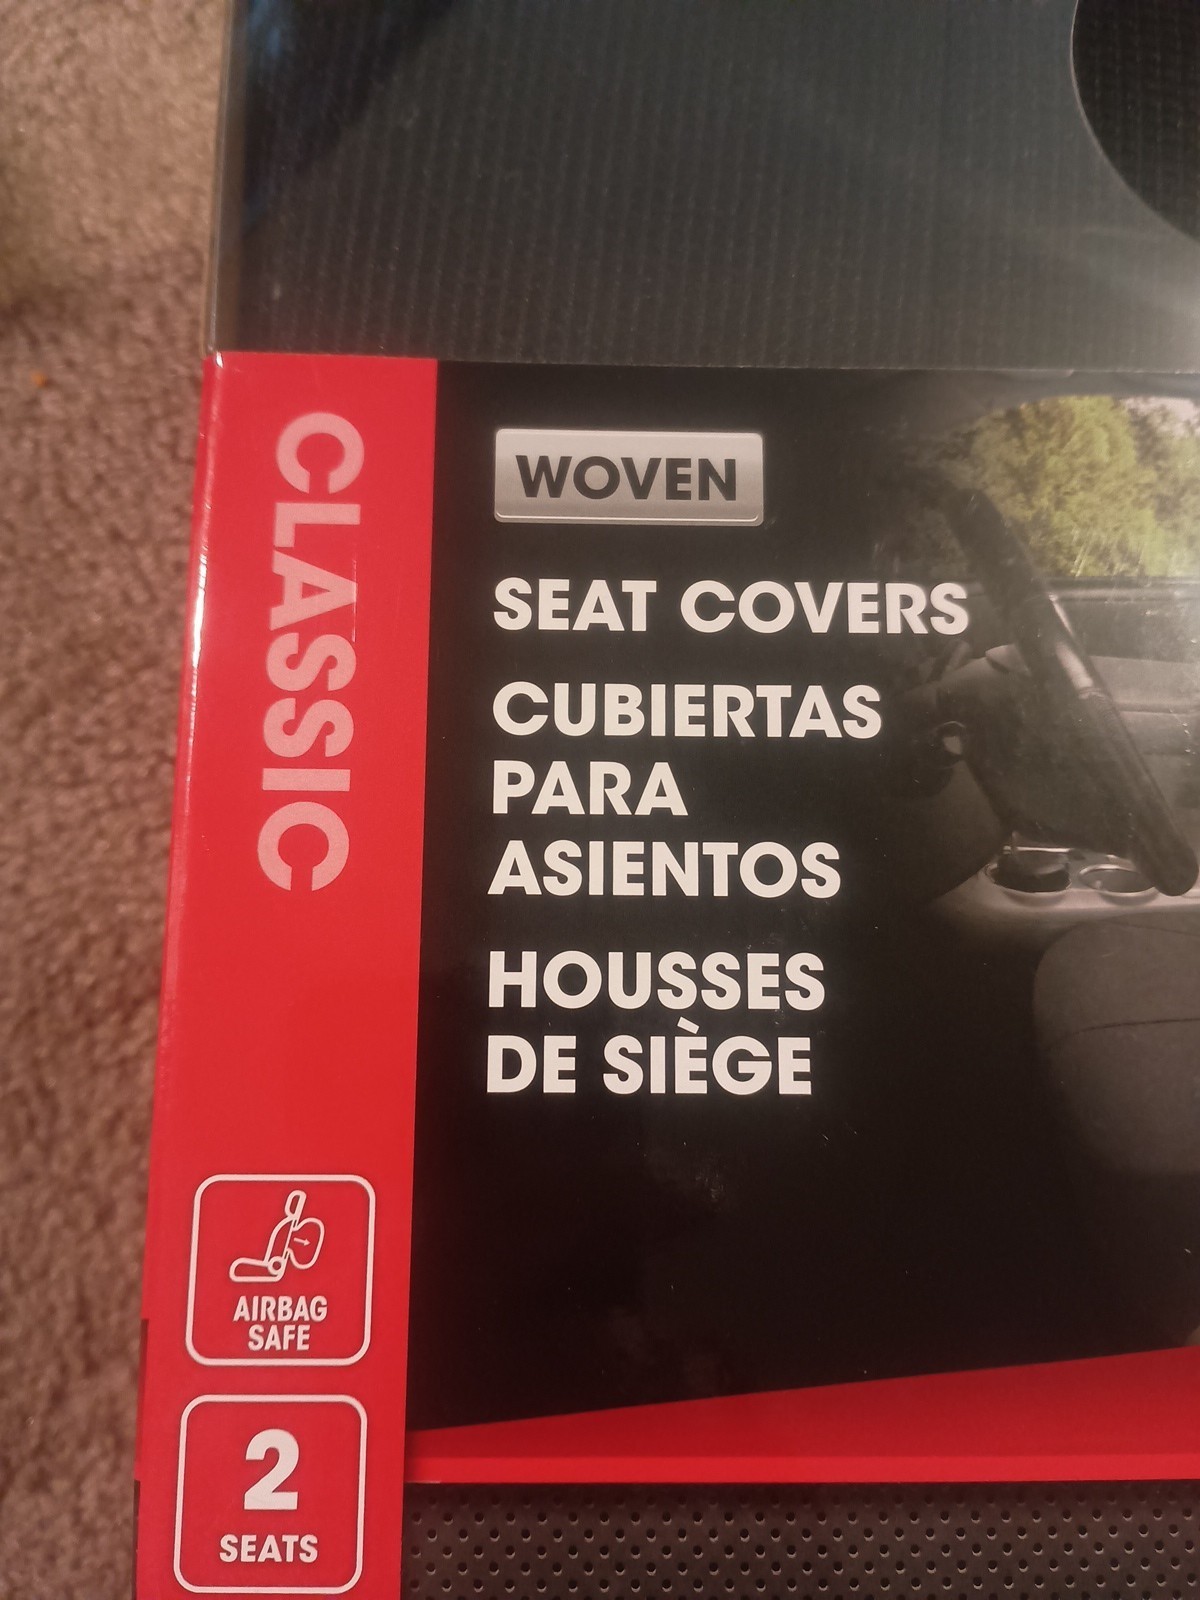 CLASSIC
WOVEN
SEAT COVERS
CUBIERTAS
PARA
ASIENTOS
HOUSSES
DE SIÈGE
AIRBAG
SAFE
2
SEATS